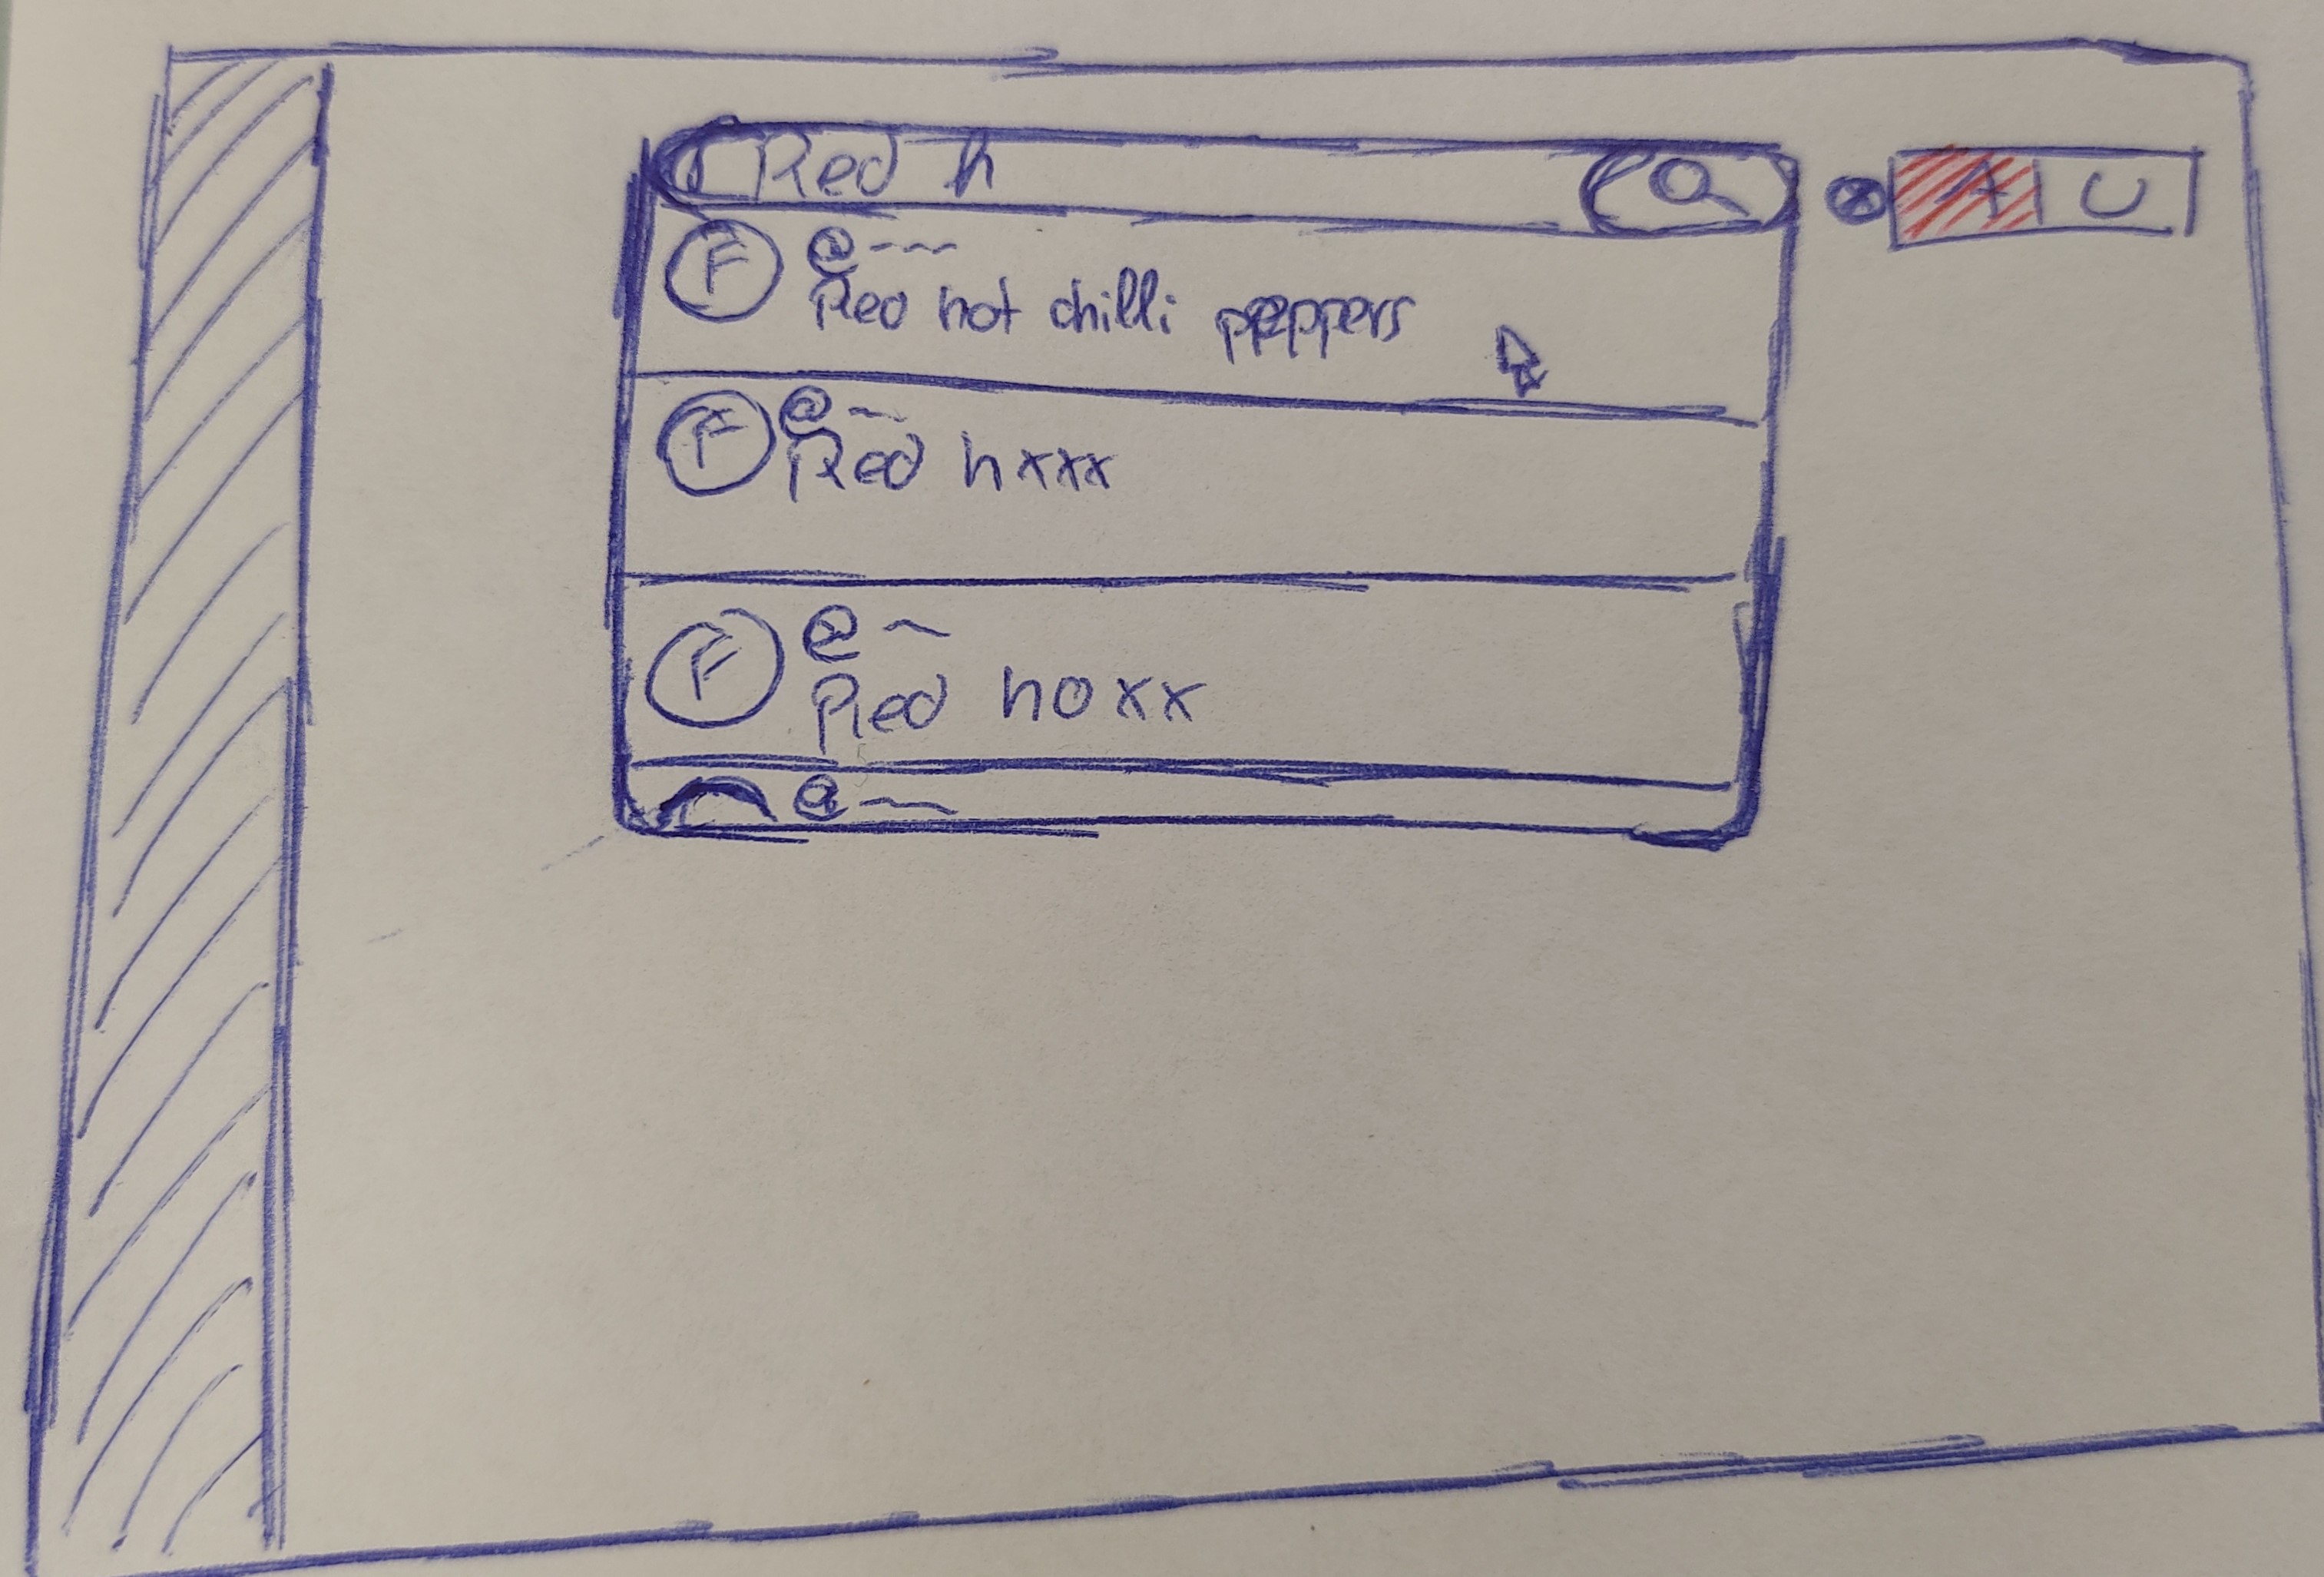 Red h
A U
F @
Red hot chilli peppers
F @
Red hxxx
F @
Red hoxx
@